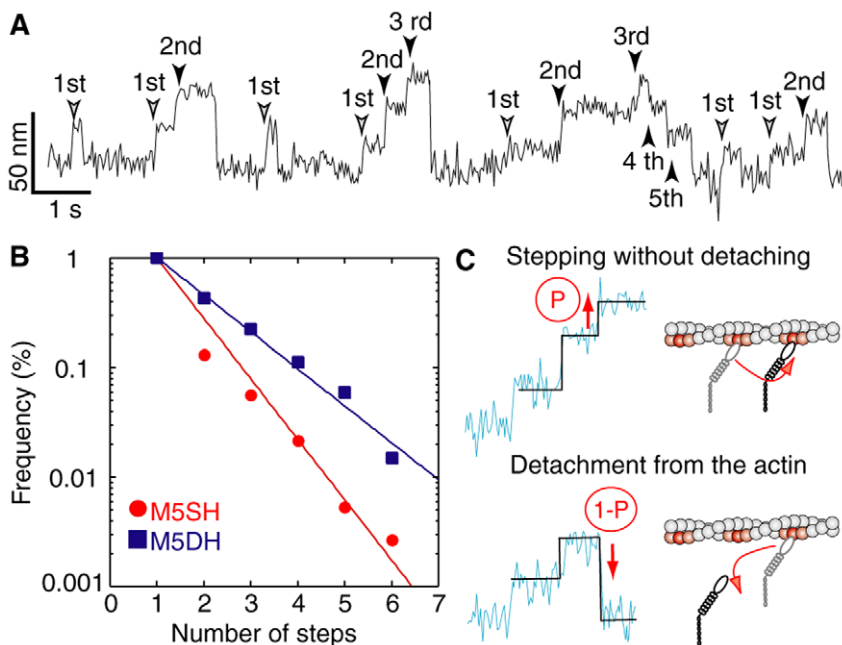 A
50 nm
1 s
1st
1st
2nd
1st
1st
2nd
3 rd
1st
2nd
3rd
4 th
5th
1st
1st
2nd
B
Frequency (%)
1
0.1
0.01
0.001
M5SH
M5DH
0 1 2 3 4 5 6 7
Number of steps
C
Stepping without detaching
P
Detachment from the actin
1-P